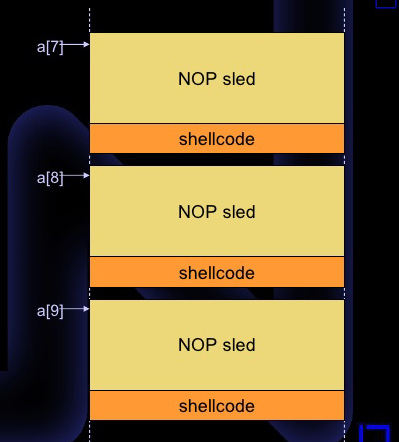 a[7]
NOP sled
shellcode
a[8]
NOP sled
shellcode
a[9]
NOP sled
shellcode